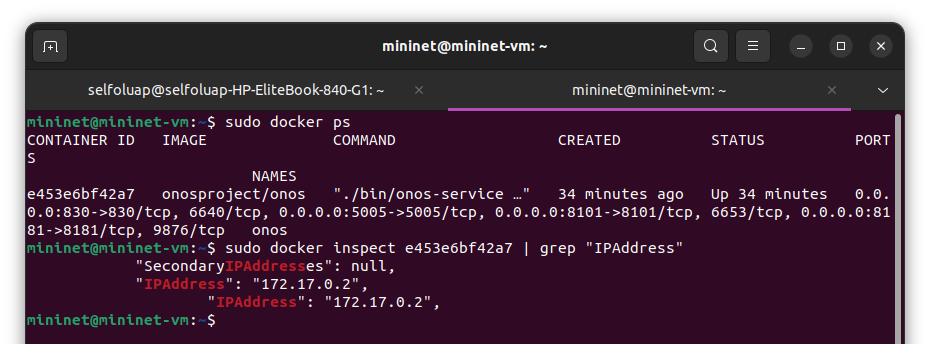 mininet@mininet-vm: ~
selfoluap@selfoluap-HP-EliteBook-840-G1: ~
mininet@mininet-vm: ~
mininet@mininet-vm:~$ sudo docker ps
CONTAINER ID   IMAGE              COMMAND                  CREATED          STATUS          PORT
S
                         NAMES
e453e6bf42a7   onosproject/onos   "./bin/onos-service …"   34 minutes ago   Up 34 minutes   0.0.
0.0:830->830/tcp, 6640/tcp, 0.0.0.0:5005->5005/tcp, 0.0.0.0:8101->8101/tcp, 6653/tcp, 0.0.0.0:81
81->8181/tcp, 9876/tcp   onos
mininet@mininet-vm:~$ sudo docker inspect e453e6bf42a7 | grep "IPAddress"
            "SecondaryIPAddresses": null,
            "IPAddress": "172.17.0.2",
                    "IPAddress": "172.17.0.2",
mininet@mininet-vm:~$